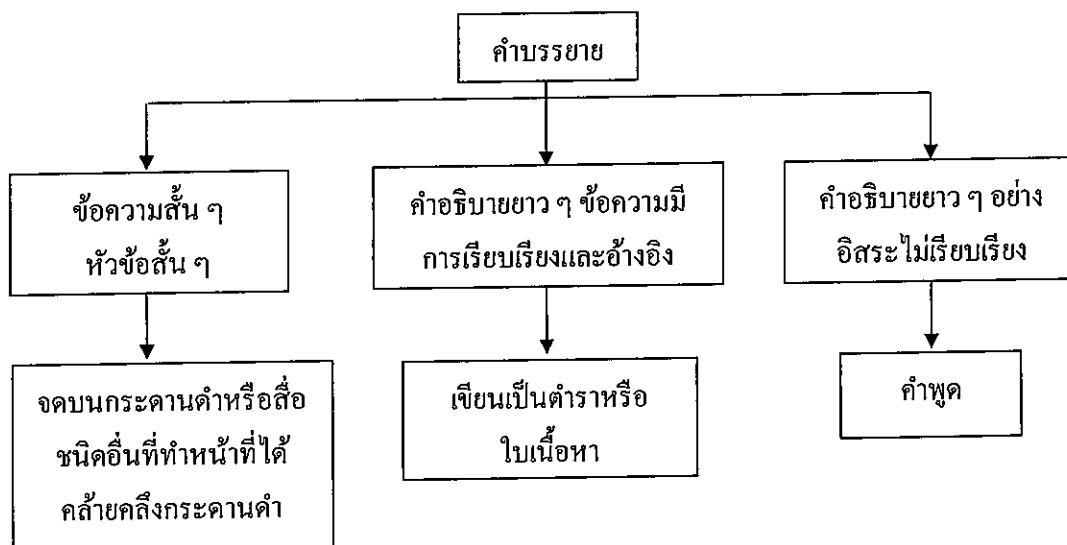 คำบรรยาย
ข้อความสั้น ๆ
หัวข้อสั้น ๆ
คำอธิบายยาว ๆ ข้อความมี
การเรียบเรียงและอ้างอิง
คำอธิบายยาว ๆ อย่าง
อิสระไม่เรียบเรียง
จดบนกระดานดำหรือสื่อ
ชนิดอื่นที่ทำหน้าที่ได้
คล้ายคลึงกระดานดำ
เขียนเป็นตำราหรือ
ใบเนื้อหา
คำพูด